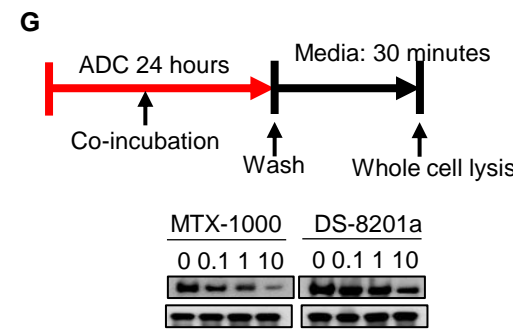 G
Media: 30 minutes
ADC 24 hours
Co-incubation
Wash
Whole cell lysis
MTX-1000 DS-8201a
0 0.1 1 10 0 0.1 1 10